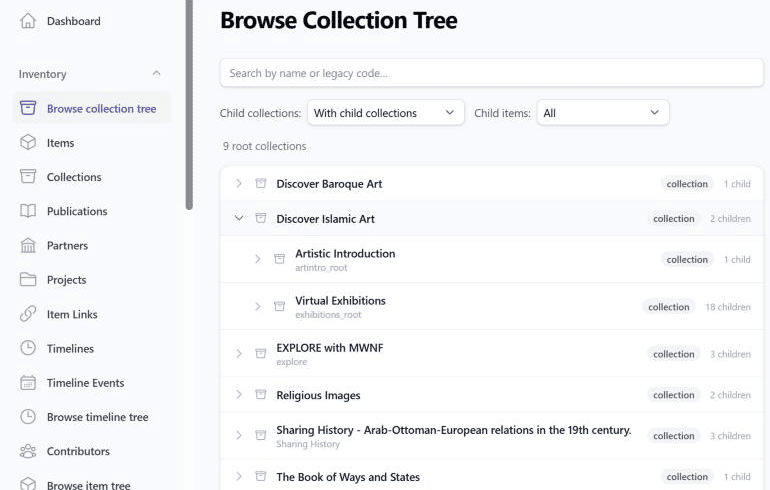 Dashboard
Inventory
Browse collection tree
Items
Collections
Publications
Partners
Projects
Item Links
Timelines
Timeline Events
Browse timeline tree
Contributors
Browse item tree
Browse Collection Tree
Search by name or legacy code...
Child collections: With child collections Child items: All
9 root collections
Discover Baroque Art collection 1 child
Discover Islamic Art collection 2 children
Artistic Introduction collection 1 child
artintro_root
Virtual Exhibitions collection 18 children
exhibitions_root
EXPLORE with MWNF collection 3 children
explore
Religious Images collection 2 children
Sharing History - Arab-Ottoman-European relations in the 19th century. collection 3 children
Sharing History
The Book of Ways and States collection 1 child